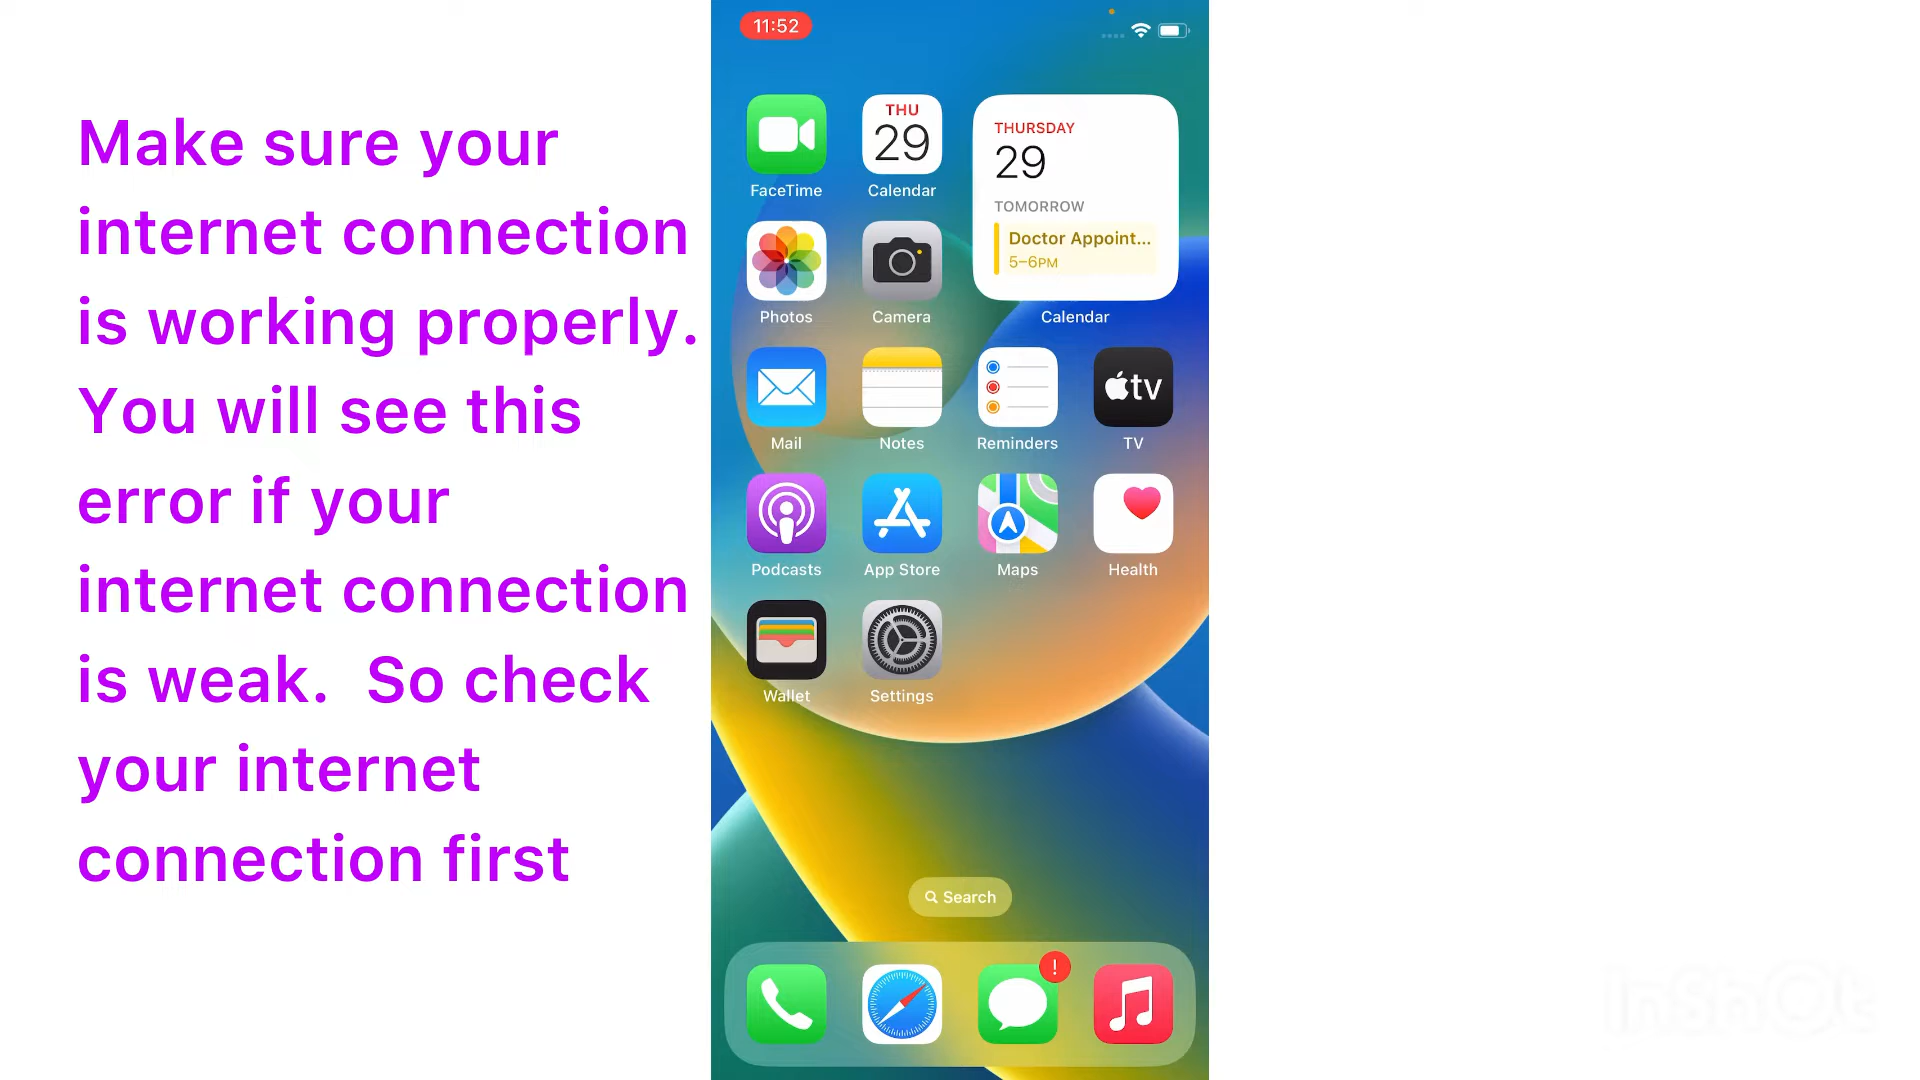 Make sure your
internet connection
is working properly.
You will see this
error if your
internet connection
is weak.  So check
your internet
connection first
11:52
THU
29
FaceTime
Calendar
THURSDAY
29
TOMORROW
Doctor Appoint...
5–6PM
Calendar
Photos
Camera
tv
Mail
Notes
Reminders
TV
Podcasts
App Store
Maps
Health
Wallet
Settings
Search
!
InShOt